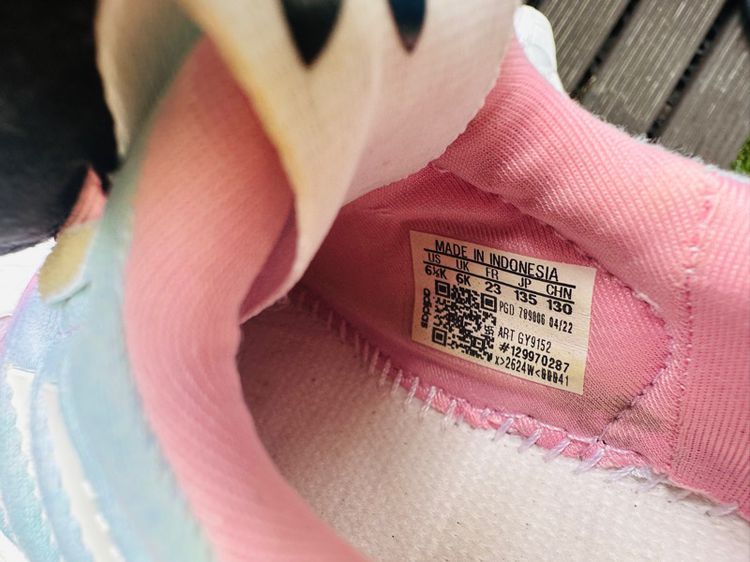 MADE IN INDONESIA
US UK FR JP CHN
6½K 6K 23 135 130
adidas
PGD 789006 04/22
ART GY9152
#129970287